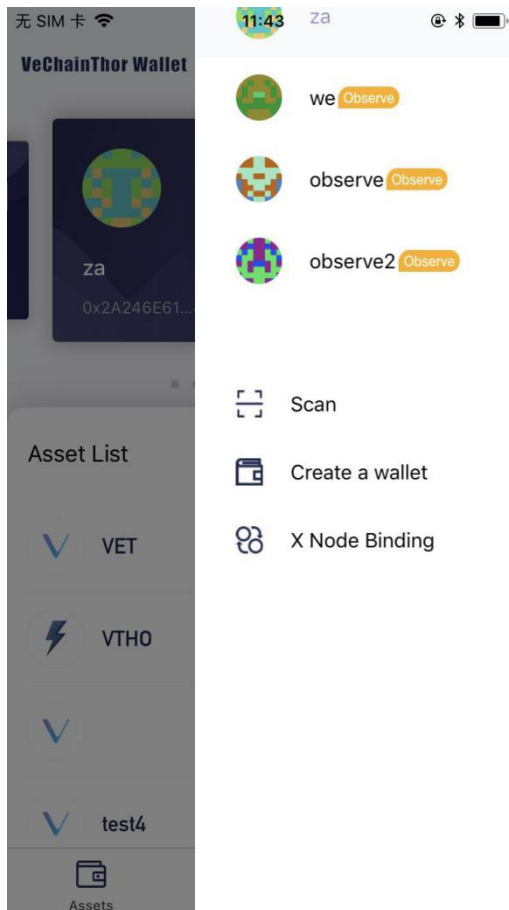 无 SIM 卡
11:43
VeChainThor Wallet
za
0x2A246E61...
Asset List
VET
VTHO
test4
Assets
za
we Observe
observe Observe
observe2 Observe
Scan
Create a wallet
X Node Binding